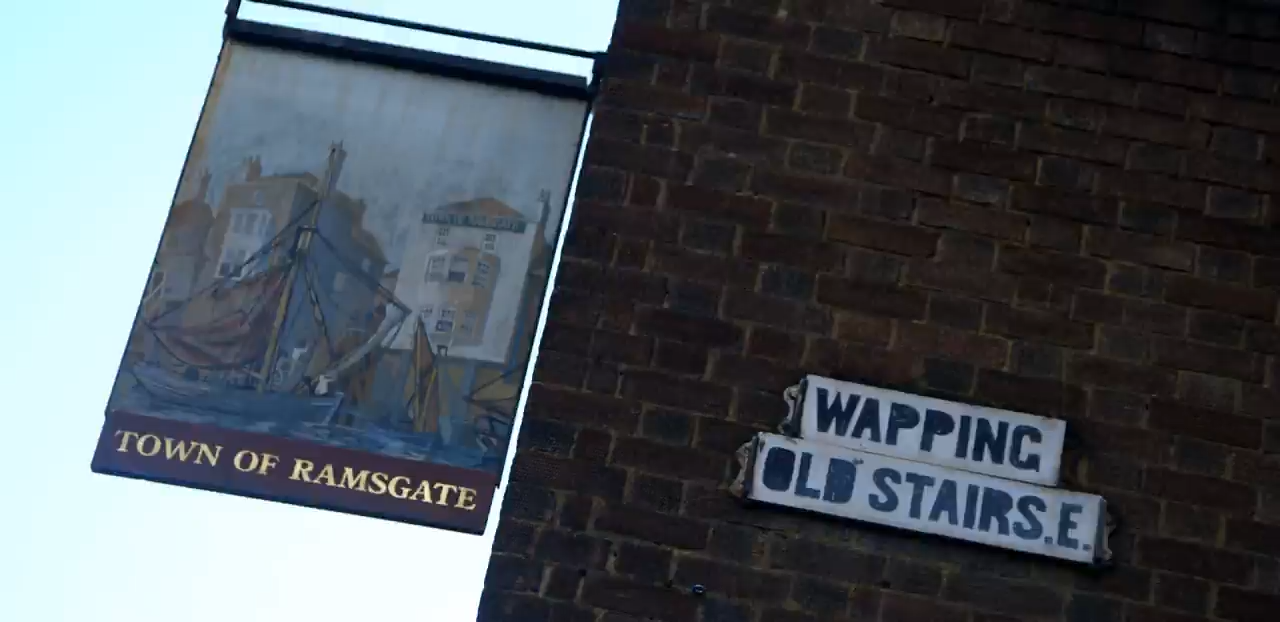 TOWN OF RAMSGATE
WAPPING
OLD STAIRS.E.